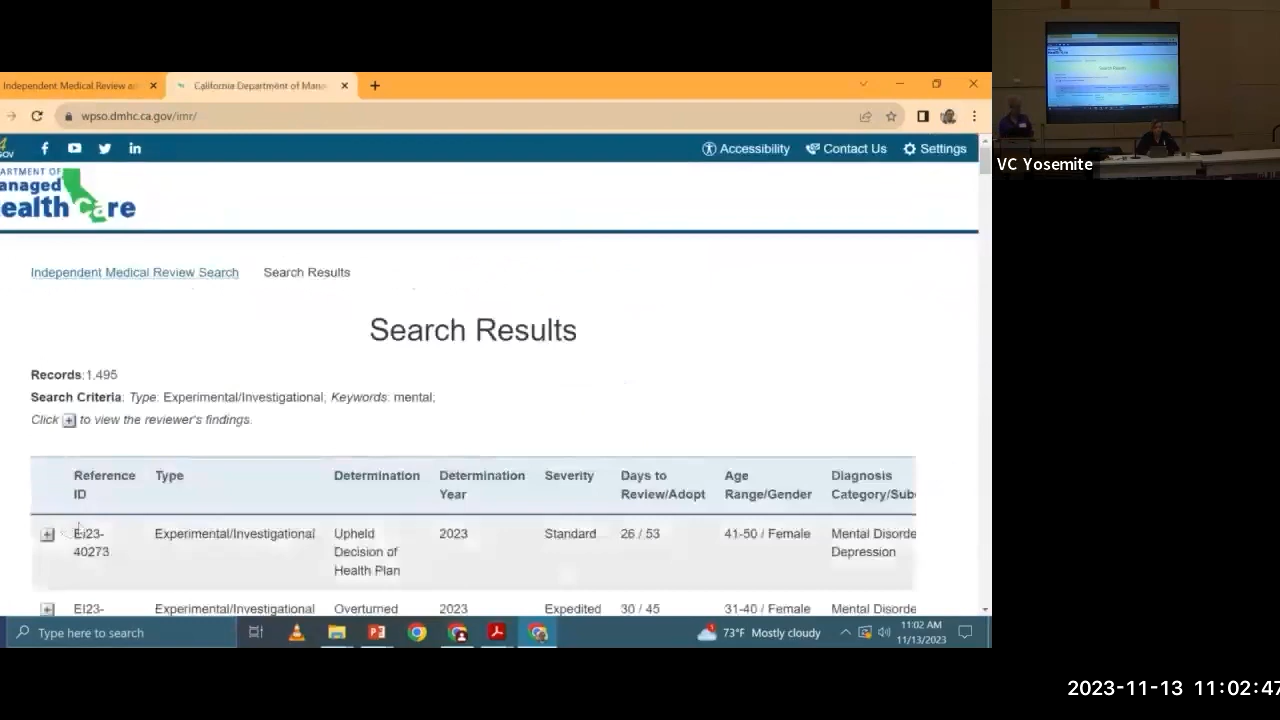 Independent Medical Review a
California Department of Mana
wpso.dmhc.ca.gov/imr/
GOV
Accessibility
Contact Us
Settings
ARTMENT OF
anaged
ealth Care
Independent Medical Review Search
Search Results
Search Results
Records:1,495
Search Criteria: Type: Experimental/Investigational, Keywords: mental;
Click + to view the reviewer's findings.
Reference ID
Type
Determination
Determination Year
Severity
Days to Review/Adopt
Age Range/Gender
Diagnosis Category/Sub
EI23-40273
Experimental/Investigational
Upheld Decision of Health Plan
2023
Standard
26 / 53
41-50 / Female
Mental Disorde Depression
EI23-
Experimental/Investigational
Overturned
2023
Expedited
30 / 45
31-40 / Female
Mental Disorde
Type here to search
73°F Mostly cloudy
11:02 AM
11/13/2023
VC Yosemite
Search Results
2023-11-13 11:02:47